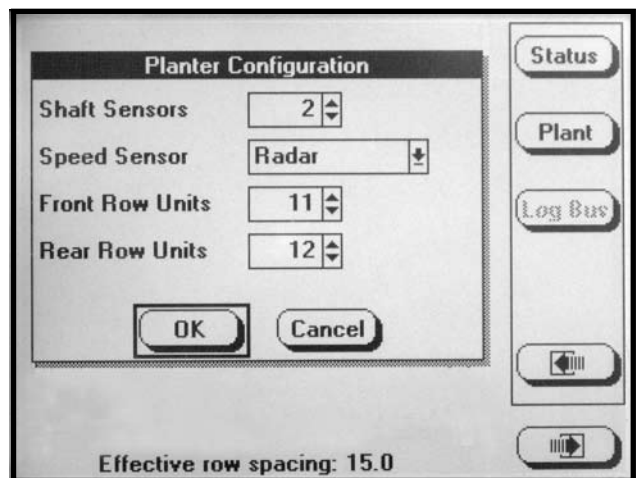 Planter Configuration
Shaft Sensors 2
Speed Sensor Radar
Front Row Units 11
Rear Row Units 12
OK Cancel
Effective row spacing: 15.0
Status
Plant
Log Bus